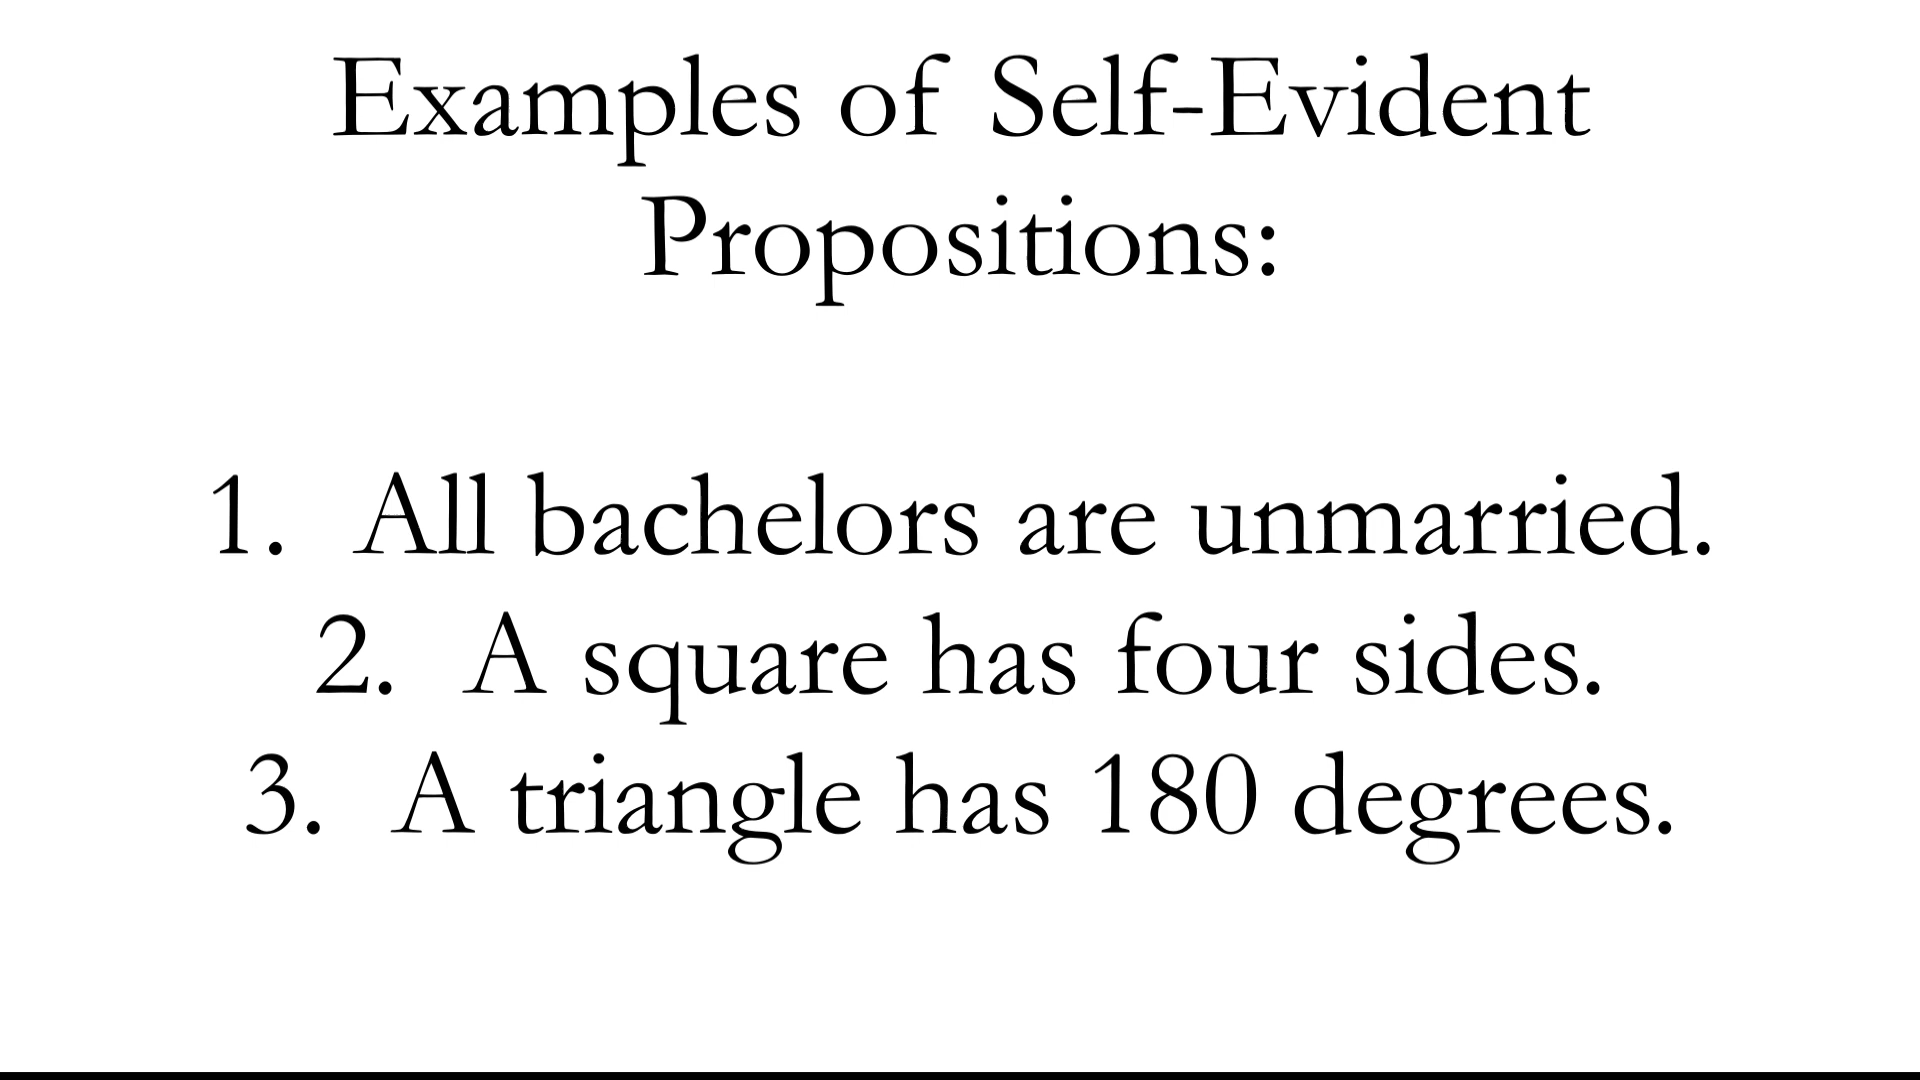 Examples of Self-Evident
Propositions:
1. All bachelors are unmarried.
2. A square has four sides.
3. A triangle has 180 degrees.